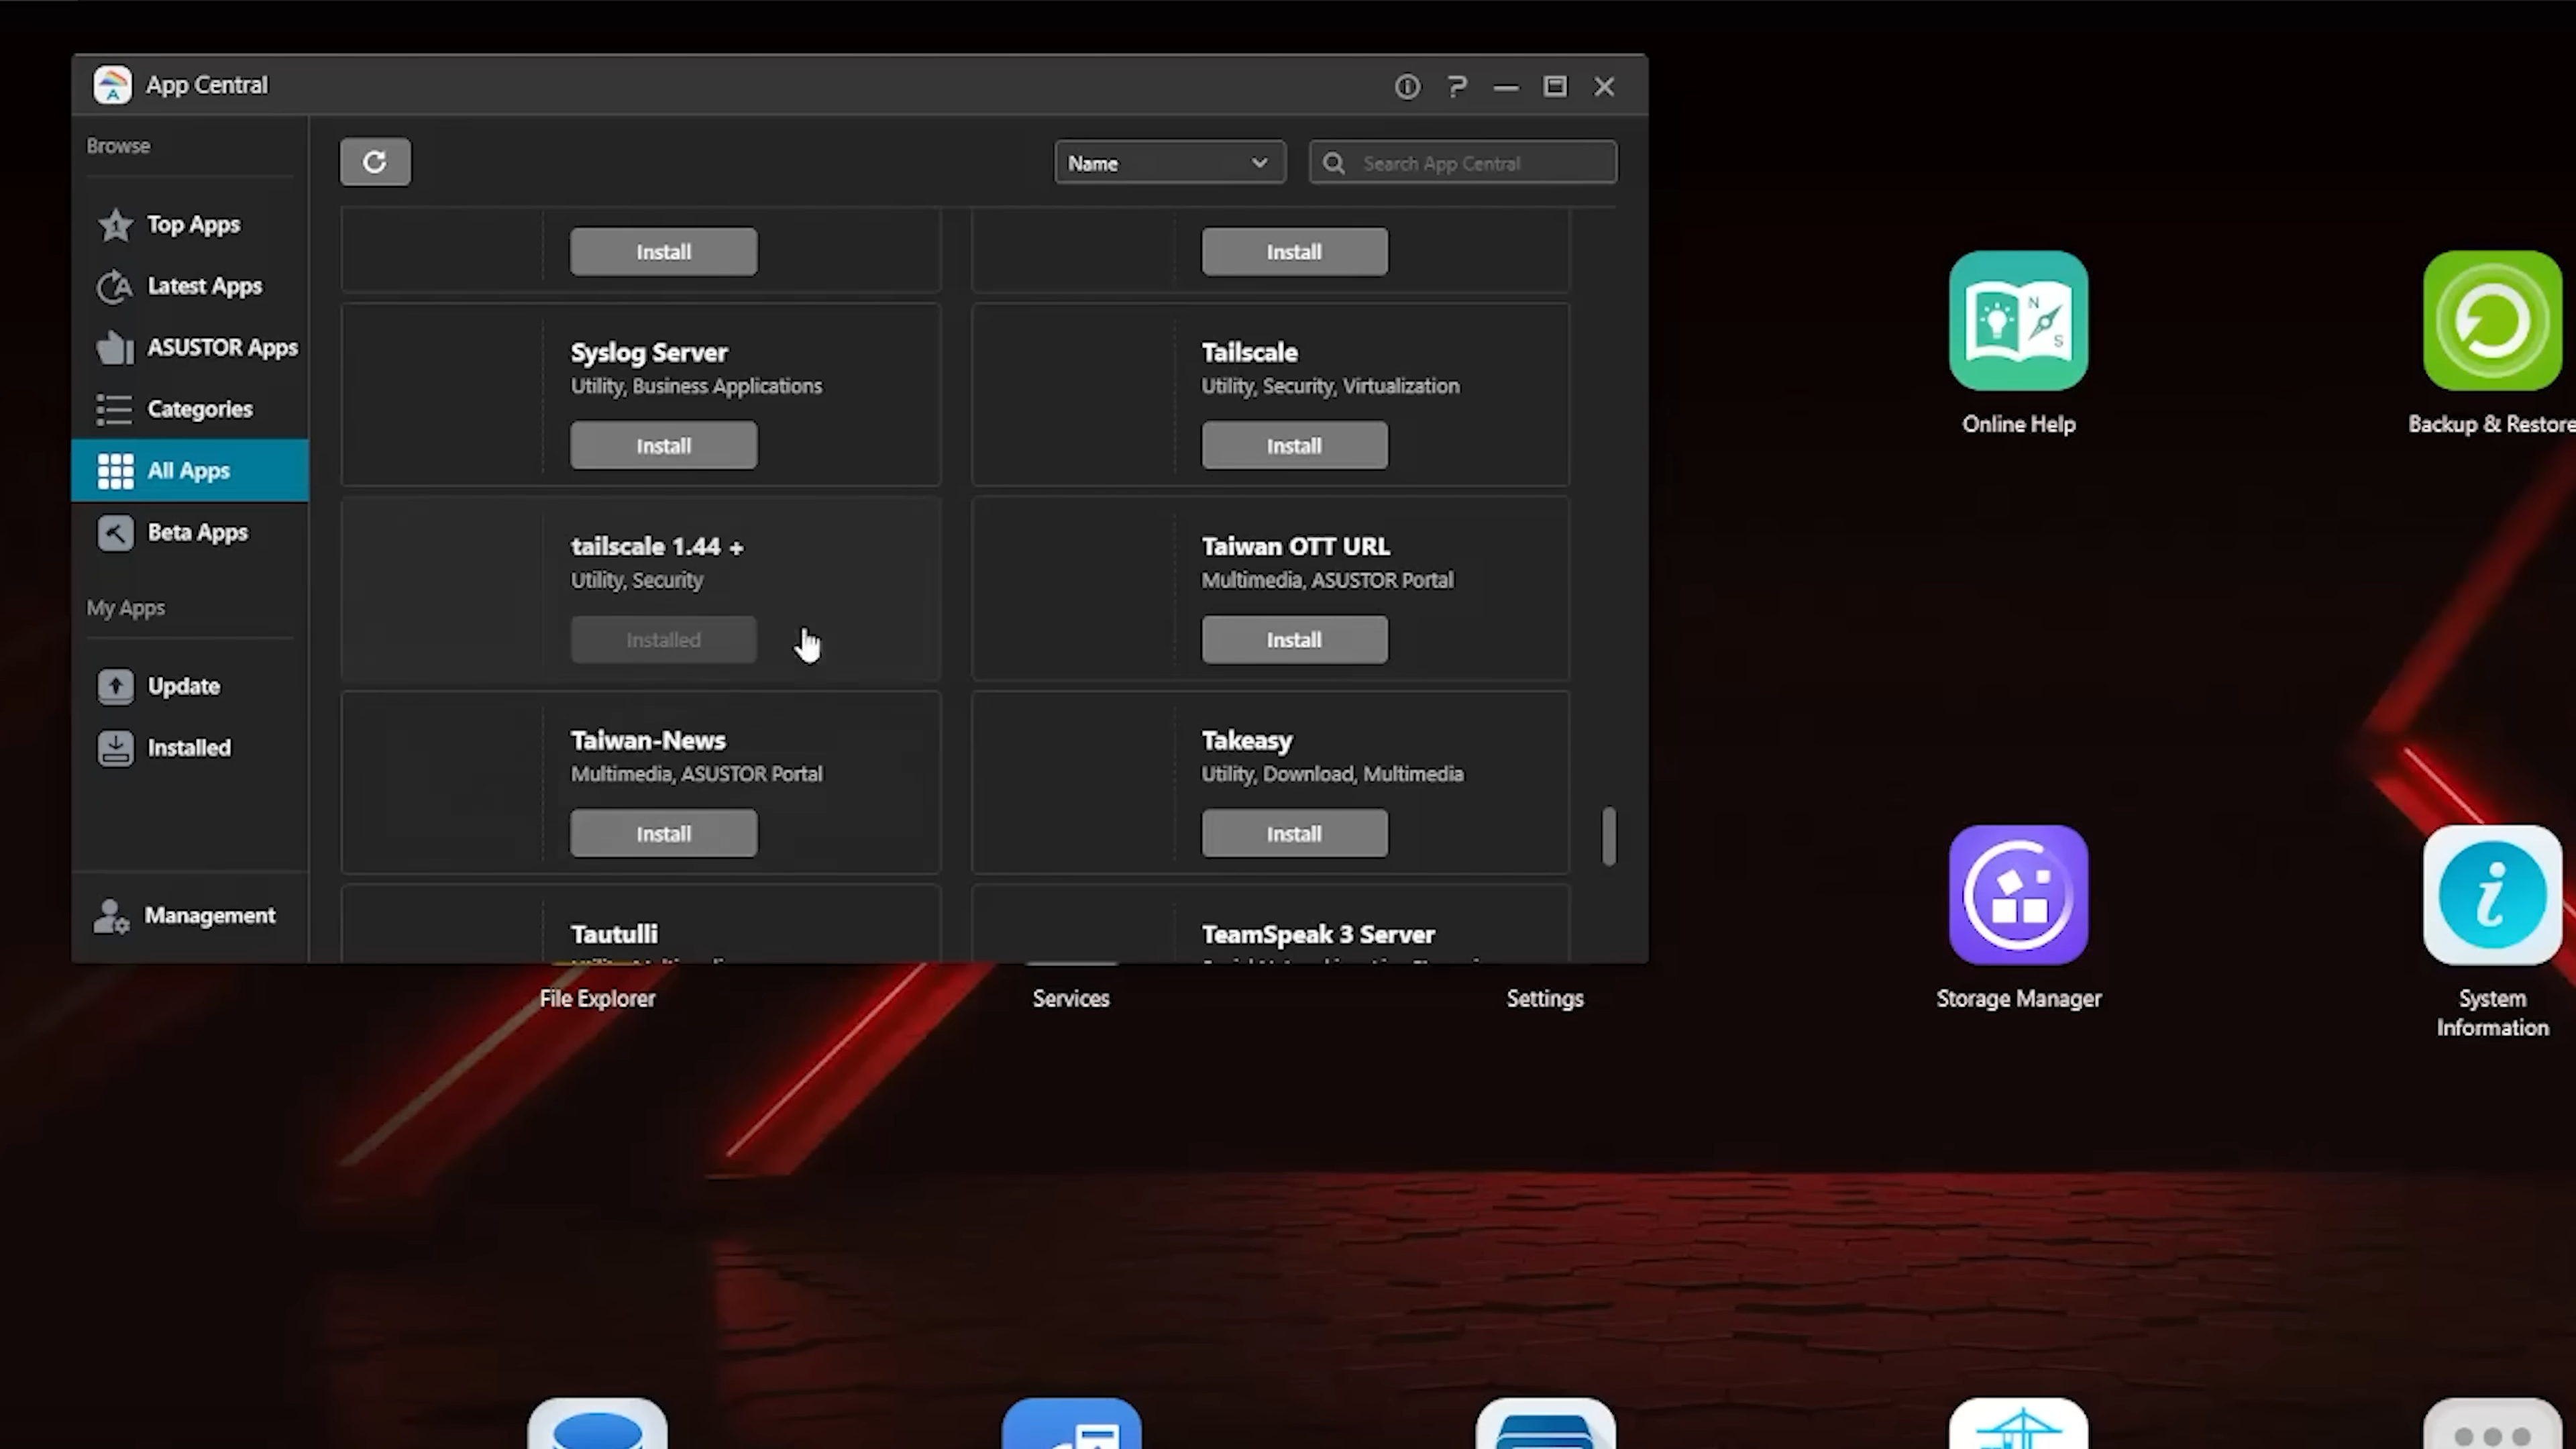 App Central
Browse
Name
Search App Central
Top Apps
Latest Apps
ASUSTOR Apps
Categories
All Apps
Beta Apps
My Apps
Update
Installed
Management
Install
Install
Syslog Server
Utility, Business Applications
Install
Tailscale
Utility, Security, Virtualization
Install
tailscale 1.44 +
Utility, Security
Installed
Taiwan OTT URL
Multimedia, ASUSTOR Portal
Install
Taiwan-News
Multimedia, ASUSTOR Portal
Install
Takeasy
Utility, Download, Multimedia
Install
Tautulli
TeamSpeak 3 Server
Online Help
Backup & Restore
File Explorer
Services
Settings
Storage Manager
System
Information